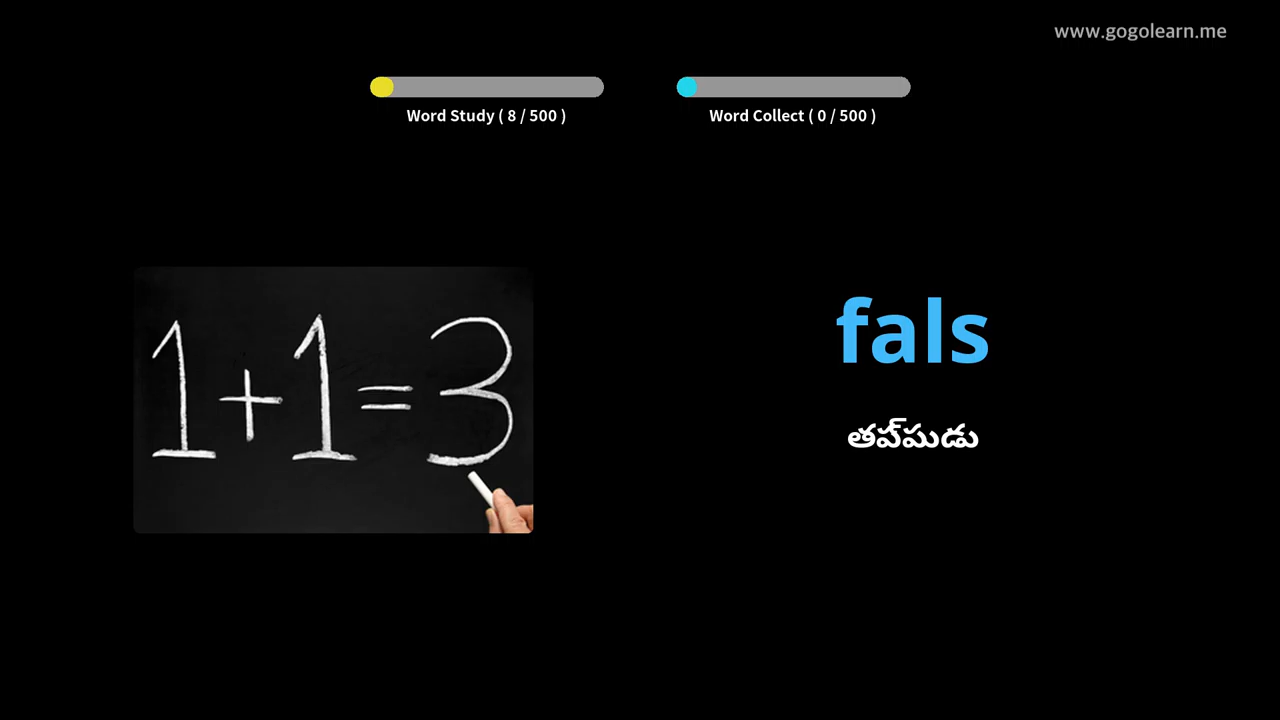 www.gogolearn.me
Word Study ( 8 / 500 )
Word Collect ( 0 / 500 )
1+1=3
fals
తప్పుడు